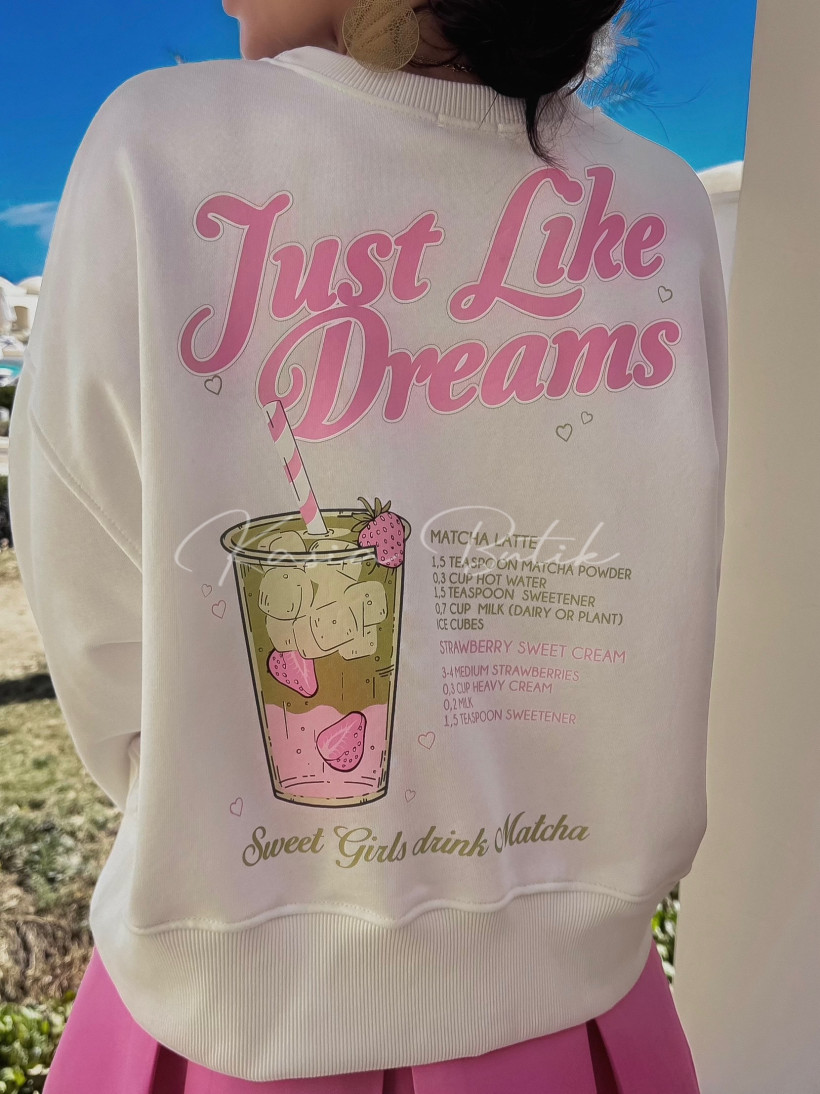 Just Like
Dreams
MATCHA LATTE
1,5 TEASPOON MATCHA POWDER
0,3 CUP HOT WATER
1,5 TEASPOON SWEETENER
0,7 CUP MILK (DAIRY OR PLANT)
ICE CUBES
STRAWBERRY SWEET CREAM
3-4 MEDIUM STRAWBERRIES
0,3 CUP HEAVY CREAM
0,2 MILK
1,5 TEASPOON SWEETENER
Sweet Girls drink Matcha
Butik